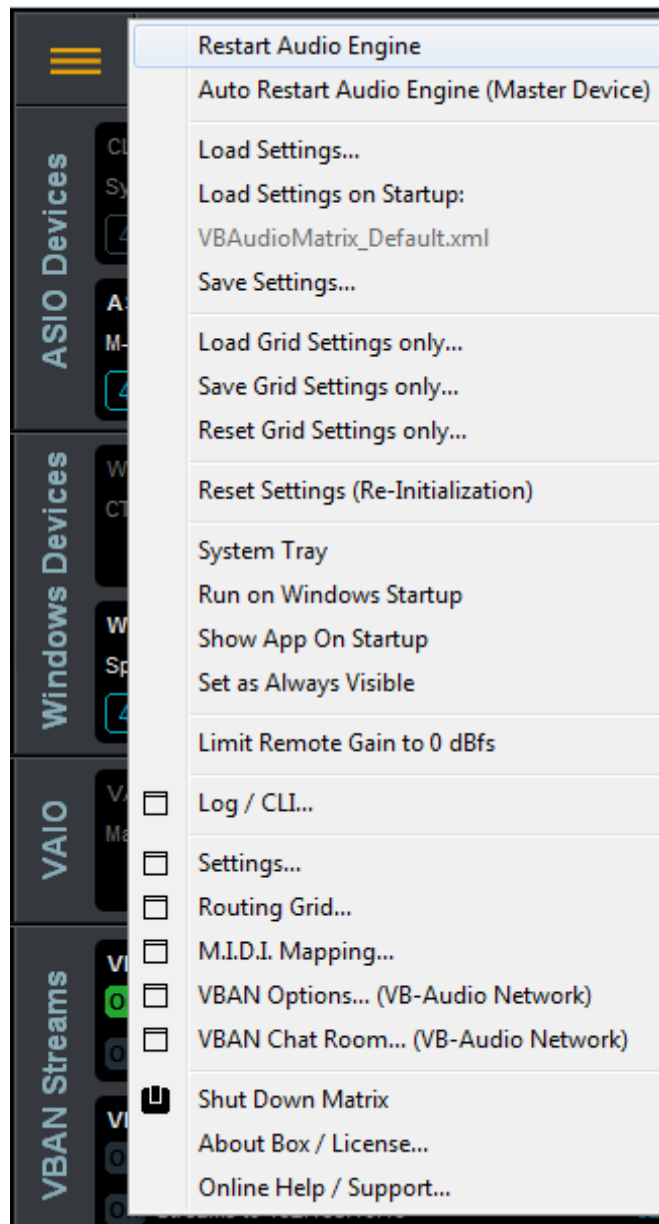 Restart Audio Engine
Auto Restart Audio Engine (Master Device)
Load Settings...
Load Settings on Startup:
VBAudioMatrix_Default.xml
Save Settings...
Load Grid Settings only...
Save Grid Settings only...
Reset Grid Settings only...
Reset Settings (Re-Initialization)
System Tray
Run on Windows Startup
Show App On Startup
Set as Always Visible
Limit Remote Gain to 0 dBfs
Log / CLI...
Settings...
Routing Grid...
M.I.D.I. Mapping...
VBAN Options... (VB-Audio Network)
VBAN Chat Room... (VB-Audio Network)
Shut Down Matrix
About Box / License...
Online Help / Support...
ASIO Devices
Windows Devices
VAIO
VBAN Streams